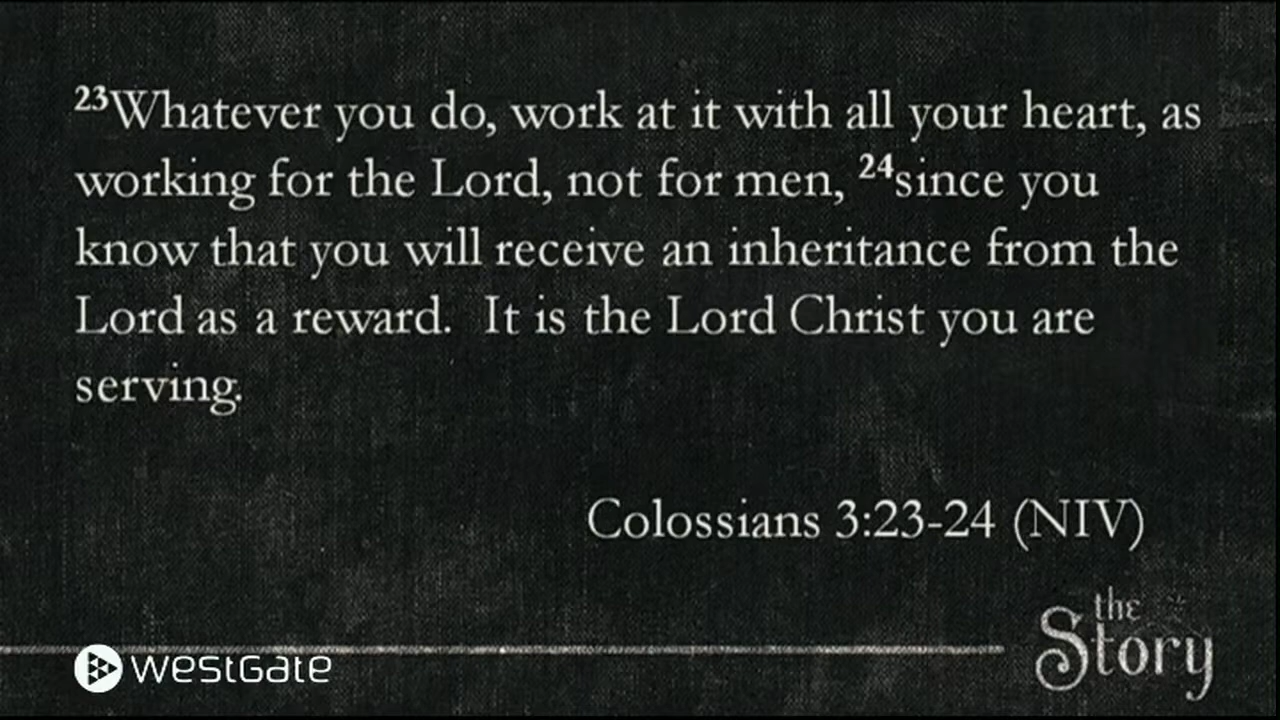 23Whatever you do, work at it with all your heart, as
working for the Lord, not for men, 24since you
know that you will receive an inheritance from the
Lord as a reward.  It is the Lord Christ you are
serving.
Colossians 3:23-24 (NIV)
the
Story
westGate